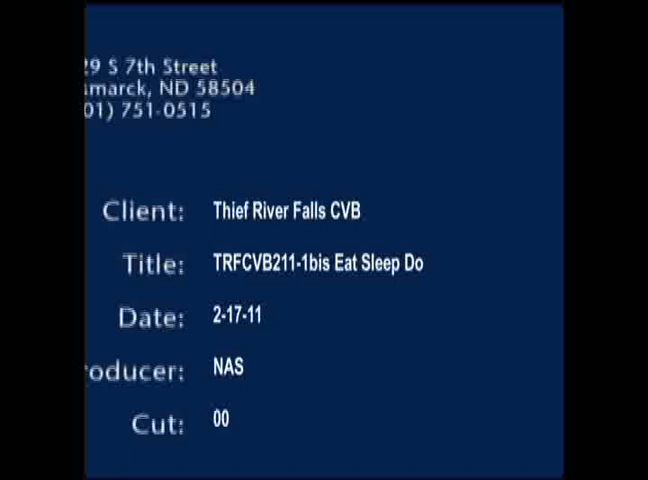 29 S 7th Street
smarck, ND 58504
01) 751-0515
Client: Thief River Falls CVB
Title: TRFCVB211-1bis Eat Sleep Do
Date: 2-17-11
roducer: NAS
Cut: 00